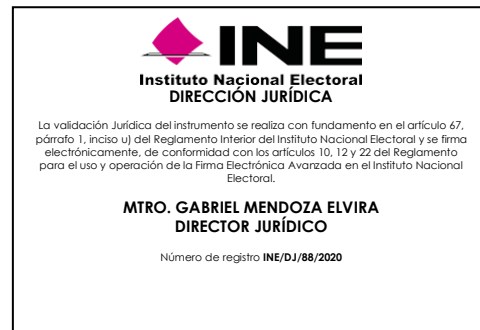 INE
Instituto Nacional Electoral
DIRECCIÓN JURÍDICA
La validación Jurídica del instrumento se realiza con fundamento en el artículo 67,
párrafo 1, inciso u) del Reglamento Interior del Instituto Nacional Electoral y se firma
electrónicamente, de conformidad con los artículos 10, 12 y 22 del Reglamento
para el uso y operación de la Firma Electrónica Avanzada en el Instituto Nacional
Electoral.
MTRO. GABRIEL MENDOZA ELVIRA
DIRECTOR JURÍDICO
Número de registro INE/DJ/88/2020